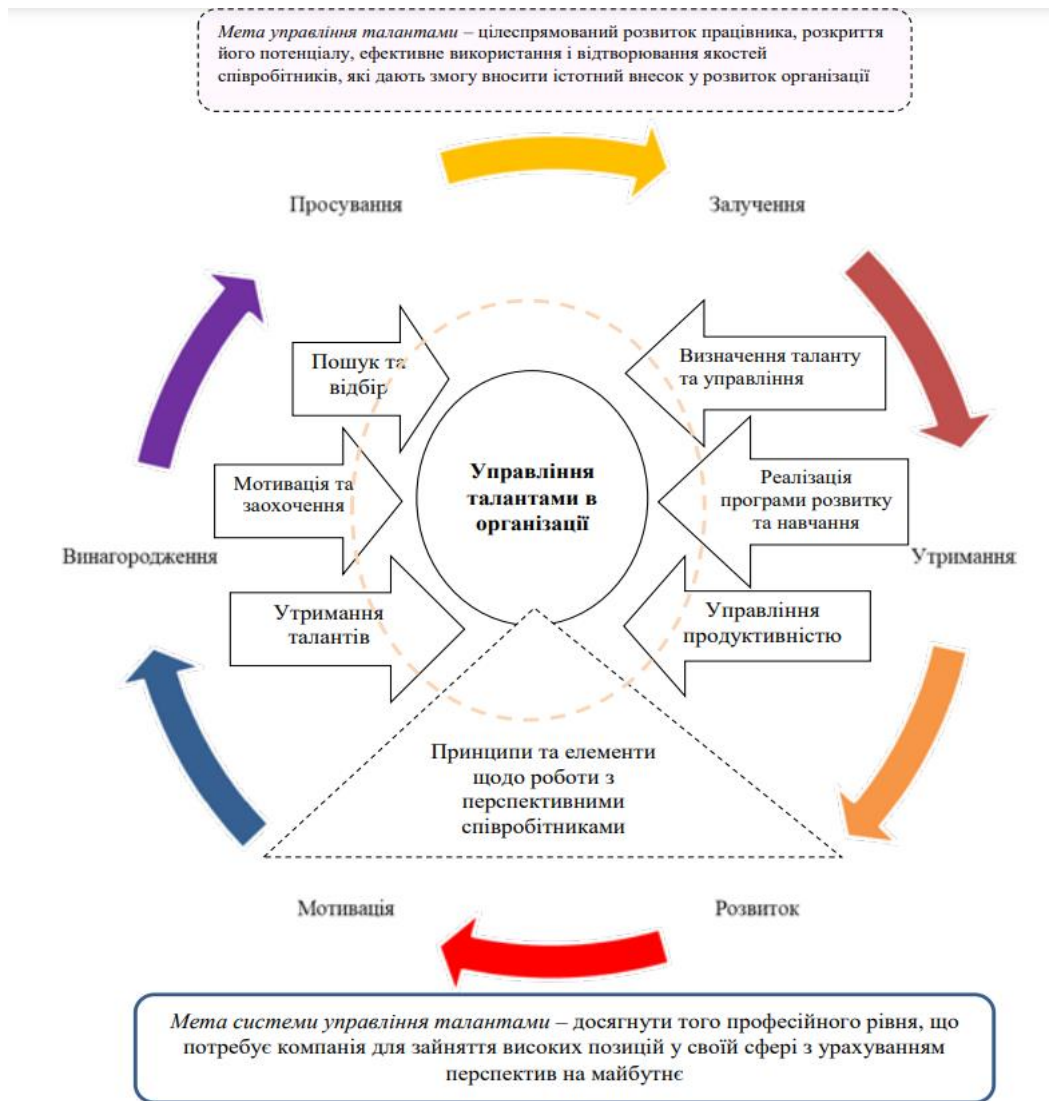 Мета управління талантами – цілеспрямований розвиток працівника, розкриття
його потенціалу, ефективне використання і відтворювання якостей
співробітників, які дають змогу вносити істотний внесок у розвиток організації
Просування
Залучення
Пошук та
відбір
Визначення таланту
та управління
Управління
талантами в
організації
Мотивація та
заохочення
Реалізація
програми розвитку
та навчання
Винагородження
Утримання
Утримання
талантів
Управління
продуктивністю
Принципи та елементи
щодо роботи з
перспективними
співробітниками
Мотивація
Розвиток
Мета системи управління талантами – досягнути того професійного рівня, що
потребує компанія для зайняття високих позицій у своїй сфері з урахуванням
перспектив на майбутнє